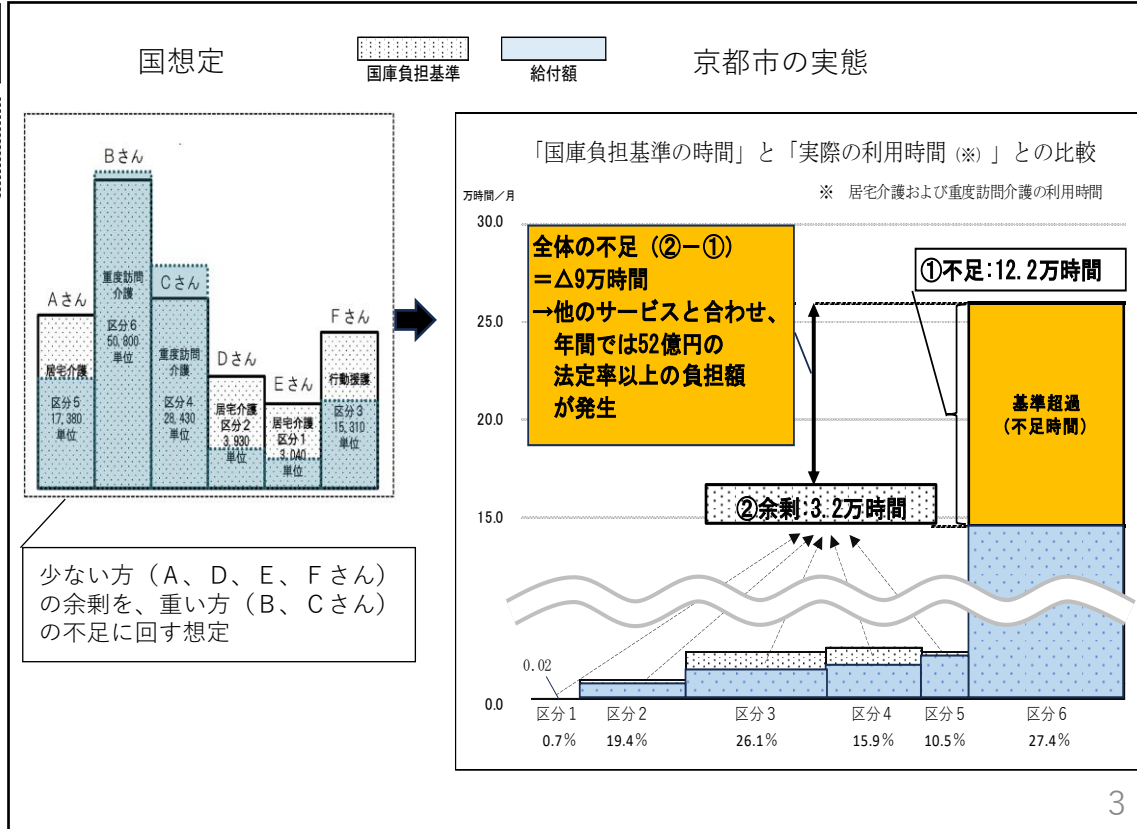 国想定
国庫負担基準
給付額
京都市の実態
Aさん
居宅介護
区分5
17,380
単位
Bさん
重度訪問
介護
区分6
50,800
単位
Cさん
重度訪問
介護
区分4
28,430
単位
Dさん
居宅介護
区分2
3,930
単位
Eさん
居宅介護
区分1
3,040
単位
Fさん
行動援護
区分3
15,310
単位
少ない方（A、D、E、Fさん）
の余剰を、重い方（B、Cさん）
の不足に回す想定
「国庫負担基準の時間」と「実際の利用時間（※）」との比較
※　居宅介護および重度訪問介護の利用時間
万時間／月
30.0
25.0
20.0
15.0
0.0
全体の不足（②－①）
＝△9万時間
→他のサービスと合わせ、
年間では52億円の
法定率以上の負担額
が発生
①不足：12.2万時間
基準超過
（不足時間）
②余剰：3.2万時間
0.02
区分1 区分2 区分3 区分4 区分5 区分6
0.7% 19.4% 26.1% 15.9% 10.5% 27.4%
3